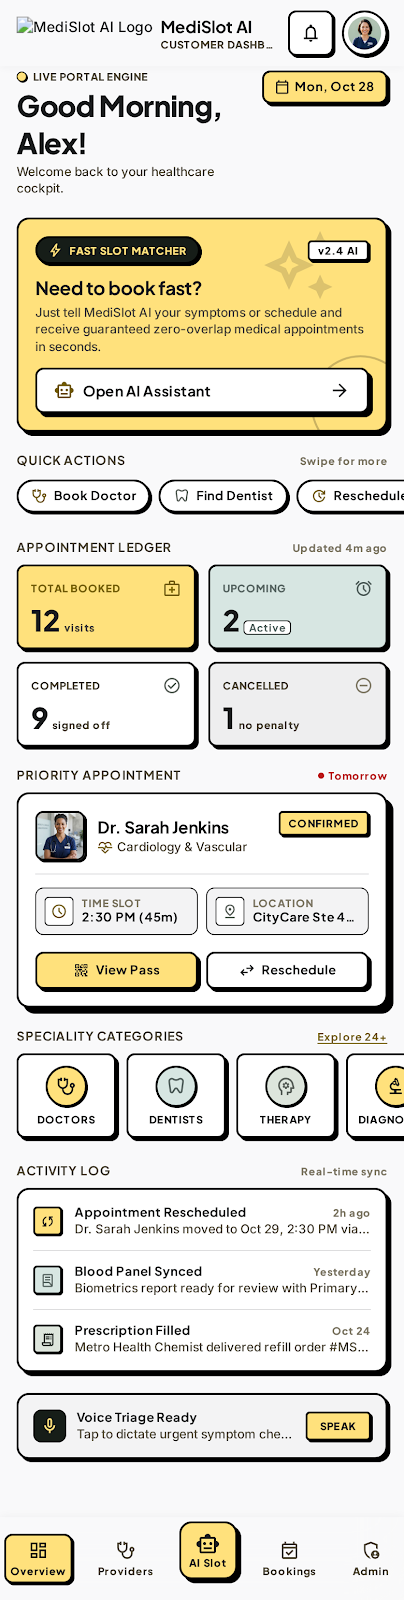 MediSlot AI Logo
MediSlot AI
CUSTOMER DASHB...
LIVE PORTAL ENGINE
Good Morning,
Alex!
Mon, Oct 28
Welcome back to your healthcare
cockpit.
FAST SLOT MATCHER
v2.4 AI
Need to book fast?
Just tell MediSlot AI your symptoms or schedule and
receive guaranteed zero-overlap medical appointments
in seconds.
Open AI Assistant
QUICK ACTIONS
Swipe for more
Book Doctor
Find Dentist
Reschedule
APPOINTMENT LEDGER
Updated 4m ago
TOTAL BOOKED
12 visits
UPCOMING
2 Active
COMPLETED
9 signed off
CANCELLED
1 no penalty
PRIORITY APPOINTMENT
Tomorrow
Dr. Sarah Jenkins
CONFIRMED
Cardiology & Vascular
TIME SLOT
2:30 PM (45m)
LOCATION
CityCare Ste 4...
View Pass
Reschedule
SPECIALITY CATEGORIES
Explore 24+
DOCTORS
DENTISTS
THERAPY
DIAGNO
ACTIVITY LOG
Real-time sync
Appointment Rescheduled
2h ago
Dr. Sarah Jenkins moved to Oct 29, 2:30 PM via...
Blood Panel Synced
Yesterday
Biometrics report ready for review with Primary...
Prescription Filled
Oct 24
Metro Health Chemist delivered refill order #MS...
Voice Triage Ready
Tap to dictate urgent symptom che...
SPEAK
Overview
Providers
AI Slot
Bookings
Admin